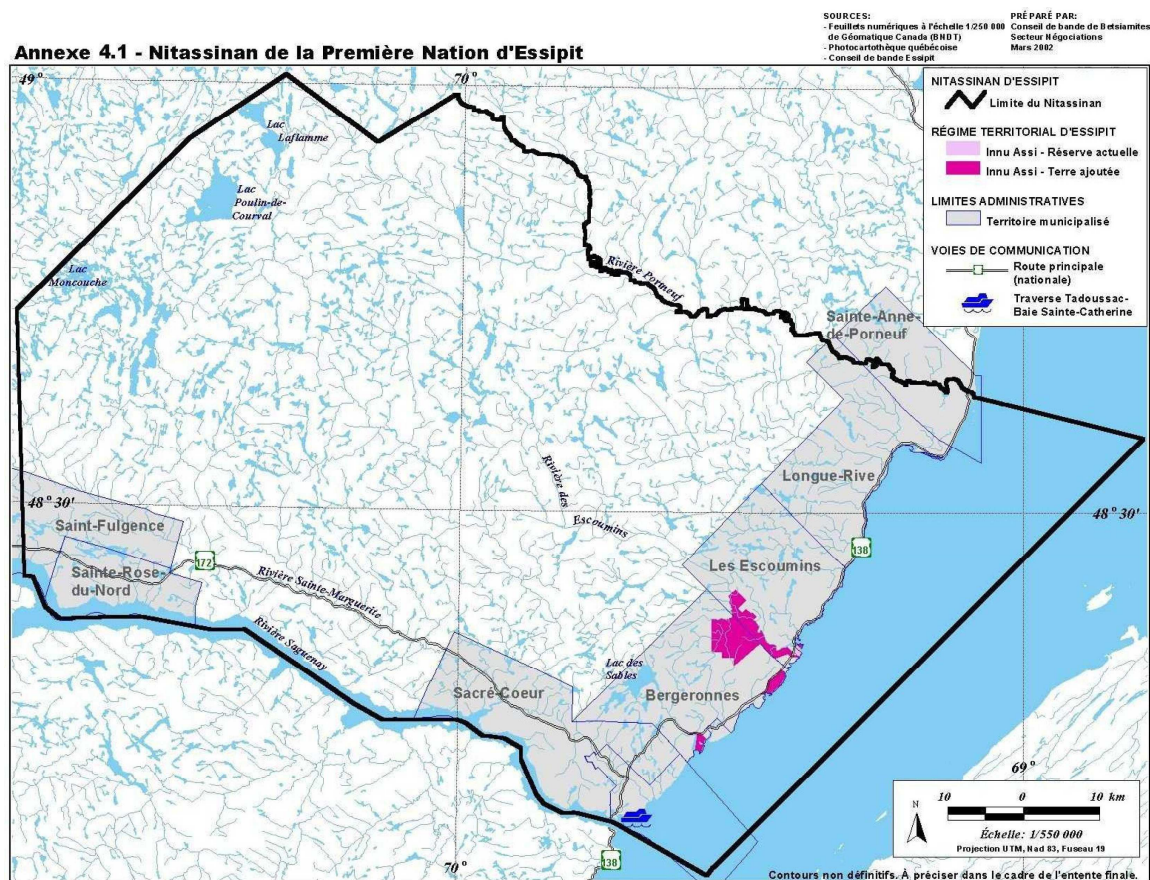 SOURCES:
- Feuillets numériques à l'échelle 1/250 000
de Géomatique Canada (BNDT)
- Photocartothèque québécoise
- Conseil de bande Essipit
PRÉPARÉ PAR:
Conseil de bande de Betsiamites
Secteur Négociations
Mars 2002
Annexe 4.1 - Nitassinan de la Première Nation d'Essipit
49°
70°
NITASSINAN D'ESSIPIT
Limite du Nitassinan
RÉGIME TERRITORIAL D'ESSIPIT
Innu Assi - Réserve actuelle
Innu Assi - Terre ajoutée
LIMITES ADMINISTRATIVES
Territoire municipalisé
VOIES DE COMMUNICATION
Route principale
(nationale)
Traverse Tadoussac-
Baie Sainte-Catherine
Lac
Laflamme
Lac
Poulin-de-
Courval
Lac
Moncouche
Rivière Portneuf
Sainte-Anne-
de-Porneuf
Longue-Rive
Rivière des
Escoumins
48° 30'
48° 30'
Saint-Fulgence
138
172
Sainte-Rose-
du-Nord
Les Escoumins
Rivière Sainte-Marguerite
Rivière Saguenay
Lac des
Sables
Sacré-Coeur
Bergeronnes
69°
10 0 10 km
N
Échelle: 1/550 000
Projection UTM, Nad 83, Fuseau 19
138
70°
Contours non définitifs. À préciser dans le cadre de l'entente finale.